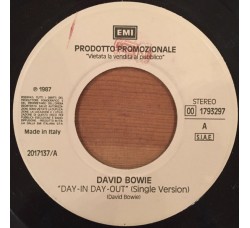 EMI
PRODOTTO PROMOZIONALE
"Vietata la vendita al pubblico"
℗ 1987
STEREO
00 1793297
Made in Italy
A
S.I.A.E.
2017137/A
DAVID BOWIE
"DAY-IN DAY-OUT" (Single Version)
(David Bowie)